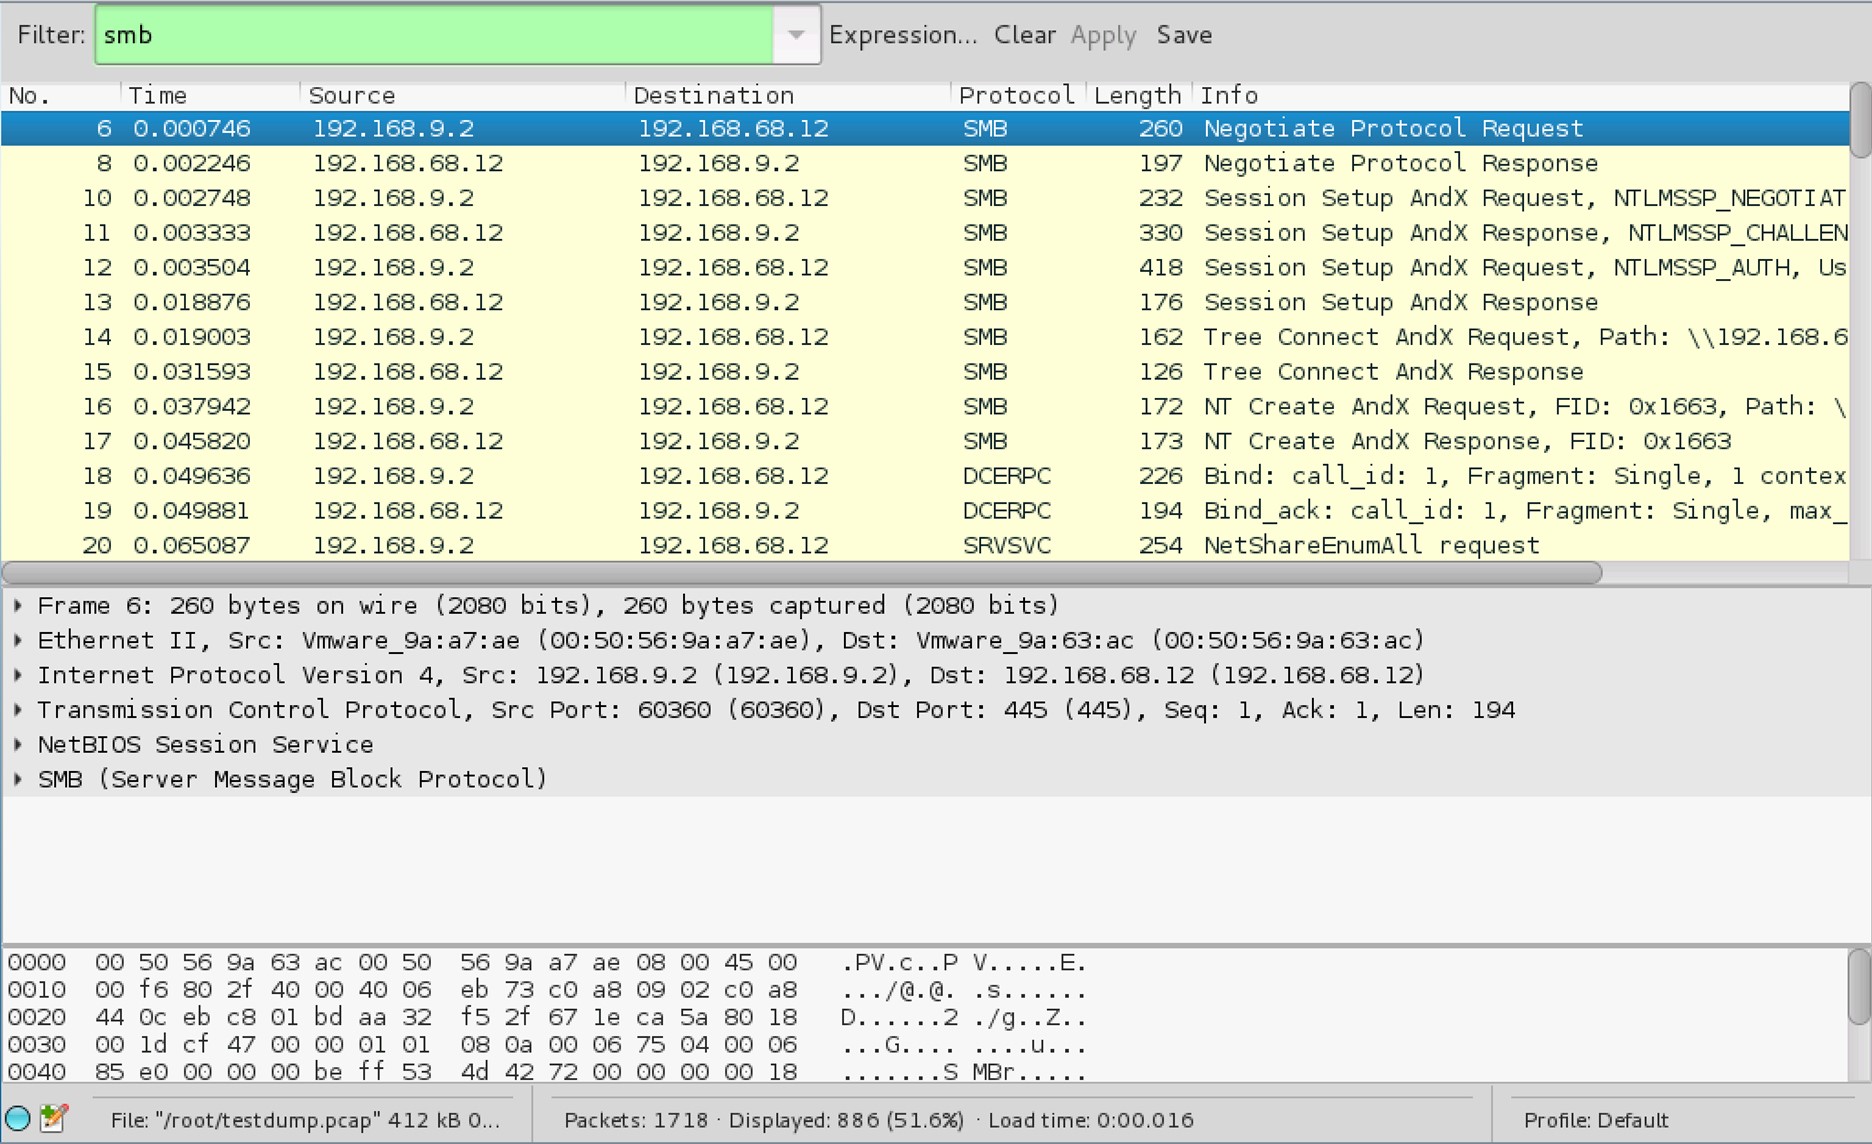 Filter: smb Expression... Clear Apply Save
No. Time Source Destination Protocol Length Info
6 0.000746 192.168.9.2 192.168.68.12 SMB 260 Negotiate Protocol Request
8 0.002246 192.168.68.12 192.168.9.2 SMB 197 Negotiate Protocol Response
10 0.002748 192.168.9.2 192.168.68.12 SMB 232 Session Setup AndX Request, NTLMSSP_NEGOTIAT
11 0.003333 192.168.68.12 192.168.9.2 SMB 330 Session Setup AndX Response, NTLMSSP_CHALLEN
12 0.003504 192.168.9.2 192.168.68.12 SMB 418 Session Setup AndX Request, NTLMSSP_AUTH, Us
13 0.018876 192.168.68.12 192.168.9.2 SMB 176 Session Setup AndX Response
14 0.019003 192.168.9.2 192.168.68.12 SMB 162 Tree Connect AndX Request, Path: \\192.168.6
15 0.031593 192.168.68.12 192.168.9.2 SMB 126 Tree Connect AndX Response
16 0.037942 192.168.9.2 192.168.68.12 SMB 172 NT Create AndX Request, FID: 0x1663, Path: \
17 0.045820 192.168.68.12 192.168.9.2 SMB 173 NT Create AndX Response, FID: 0x1663
18 0.049636 192.168.9.2 192.168.68.12 DCERPC 226 Bind: call_id: 1, Fragment: Single, 1 contex
19 0.049881 192.168.68.12 192.168.9.2 DCERPC 194 Bind_ack: call_id: 1, Fragment: Single, max_
20 0.065087 192.168.9.2 192.168.68.12 SRVSVC 254 NetShareEnumAll request
Frame 6: 260 bytes on wire (2080 bits), 260 bytes captured (2080 bits)
Ethernet II, Src: Vmware_9a:a7:ae (00:50:56:9a:a7:ae), Dst: Vmware_9a:63:ac (00:50:56:9a:63:ac)
Internet Protocol Version 4, Src: 192.168.9.2 (192.168.9.2), Dst: 192.168.68.12 (192.168.68.12)
Transmission Control Protocol, Src Port: 60360 (60360), Dst Port: 445 (445), Seq: 1, Ack: 1, Len: 194
NetBIOS Session Service
SMB (Server Message Block Protocol)
0000 00 50 56 9a 63 ac 00 50 56 9a a7 ae 08 00 45 00 .PV.c..P V.....E.
0010 00 f6 80 2f 40 00 40 06 eb 73 c0 a8 09 02 c0 a8 .../@.@. .s......
0020 44 0c eb c8 01 bd aa 32 f5 2f 67 1e ca 5a 80 18 D......2 ./g..Z..
0030 00 1d cf 47 00 00 01 01 08 0a 00 06 75 04 00 06 ...G.... ....u...
0040 85 e0 00 00 00 be ff 53 4d 42 72 00 00 00 00 18 .......S MBr.....
File: "/root/testdump.pcap" 412 kB 0... Packets: 1718 · Displayed: 886 (51.6%) · Load time: 0:00.016 Profile: Default